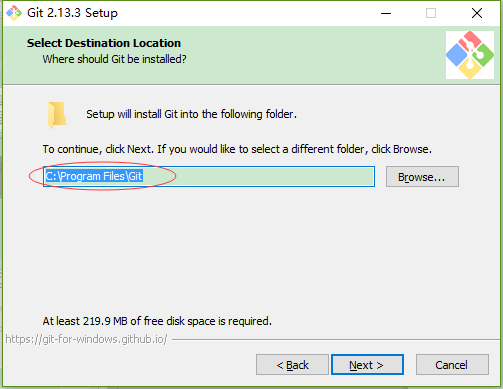 Git 2.13.3 Setup
Select Destination Location
Where should Git be installed?
Setup will install Git into the following folder.
To continue, click Next. If you would like to select a different folder, click Browse.
C:\Program Files\Git
Browse...
At least 219.9 MB of free disk space is required.
https://git-for-windows.github.io/
< Back
Next >
Cancel